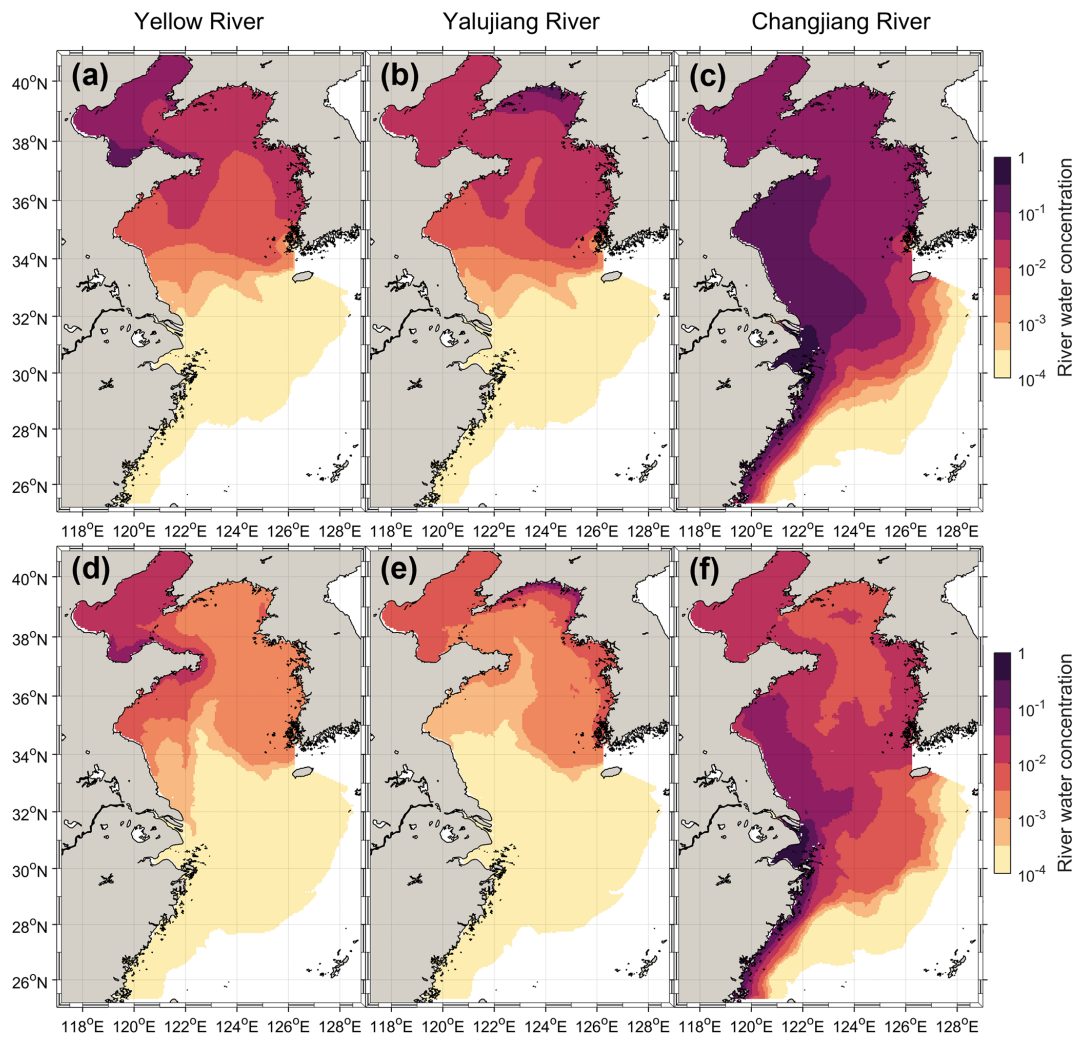 Yellow River Yalujiang River Changjiang River
(a) (b) (c)
40°N
38°N
36°N
34°N
32°N
30°N
28°N
26°N
118°E 120°E 122°E 124°E 126°E 128°E 118°E 120°E 122°E 124°E 126°E 128°E 118°E 120°E 122°E 124°E 126°E 128°E
1
10⁻¹
10⁻²
10⁻³
10⁻⁴
River water concentration
(d) (e) (f)
40°N
38°N
36°N
34°N
32°N
30°N
28°N
26°N
118°E 120°E 122°E 124°E 126°E 128°E 118°E 120°E 122°E 124°E 126°E 128°E 118°E 120°E 122°E 124°E 126°E 128°E
1
10⁻¹
10⁻²
10⁻³
10⁻⁴
River water concentration